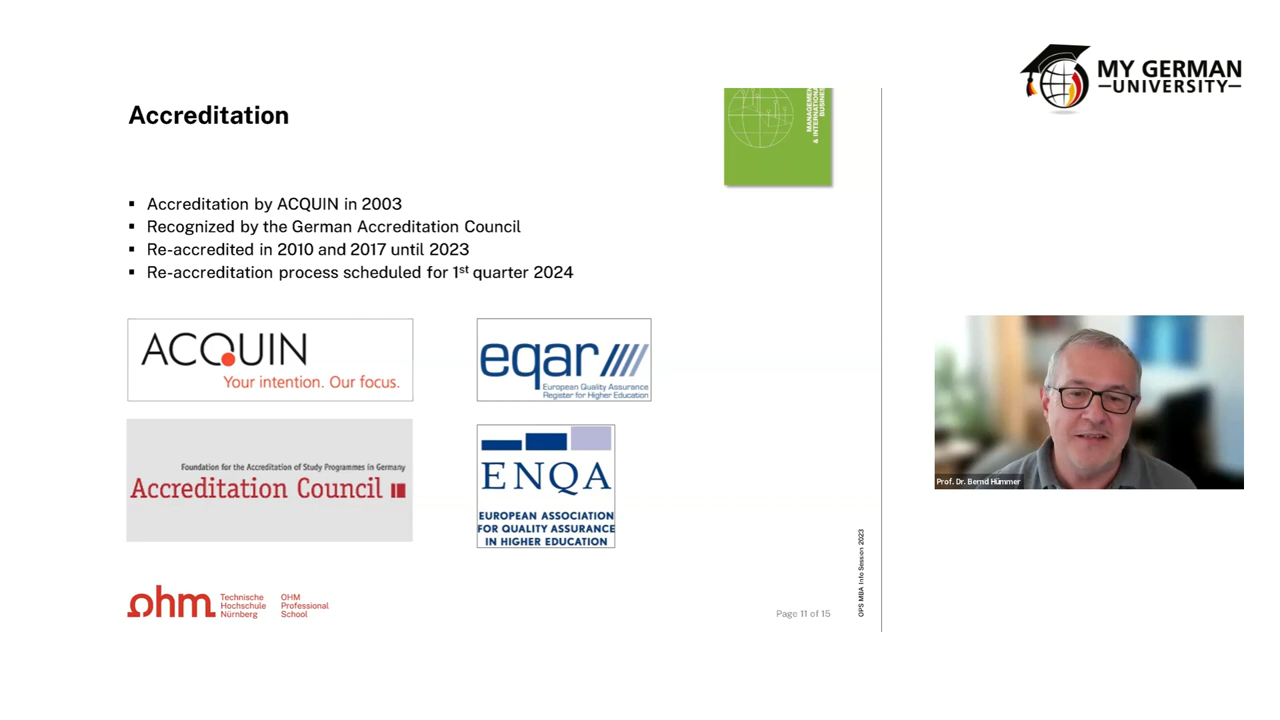 MY GERMAN
UNIVERSITY
Accreditation
MANAGEMENT
& INTERNATIONAL
BUSINESS
▪ Accreditation by ACQUIN in 2003
▪ Recognized by the German Accreditation Council
▪ Re-accredited in 2010 and 2017 until 2023
▪ Re-accreditation process scheduled for 1st quarter 2024
ACQUIN
Your intention. Our focus.
eqar
European Quality Assurance
Register for Higher Education
Foundation for the Accreditation of Study Programmes in Germany
Accreditation Council
ENQA
EUROPEAN ASSOCIATION
FOR QUALITY ASSURANCE
IN HIGHER EDUCATION
Prof. Dr. Bernd Hümmer
OPS MBA Info Session 2023
ohm
Technische
Hochschule
Nürnberg
OHM
Professional
School
Page 11 of 15